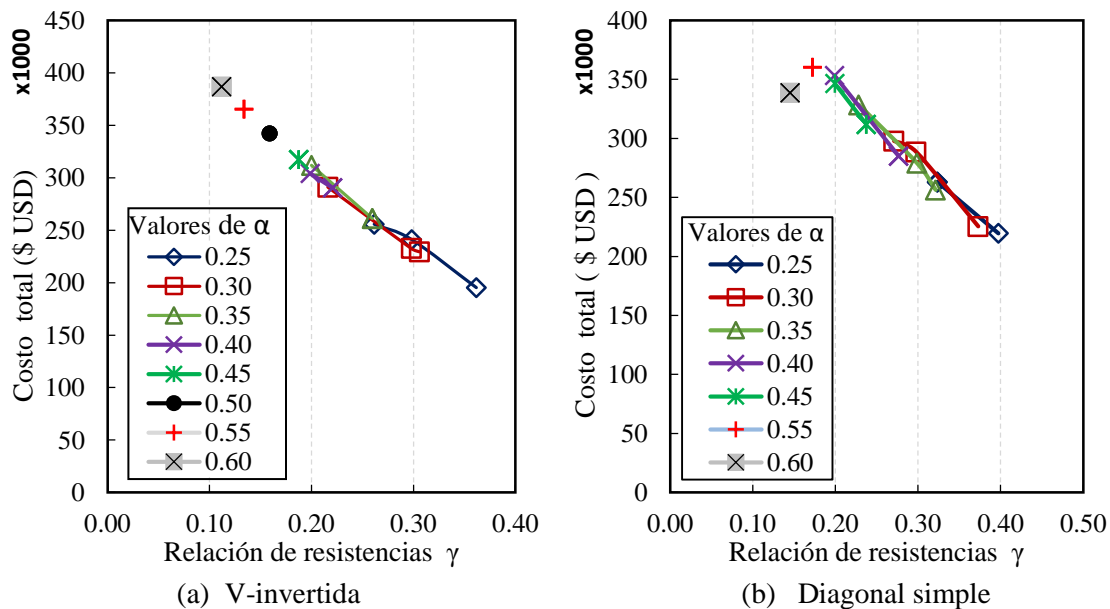 x1000
Costo total ($ USD)
450
400
350
300
250
200
150
100
50
0
Valores de α
0.25
0.30
0.35
0.40
0.45
0.50
0.55
0.60
0.00 0.10 0.20 0.30 0.40
Relación de resistencias γ
(a) V-invertida
x1000
Costo total ( $ USD )
400
350
300
250
200
150
100
50
0
Valores de α
0.25
0.30
0.35
0.40
0.45
0.55
0.60
0.00 0.10 0.20 0.30 0.40 0.50
Relación de resistencias γ
(b) Diagonal simple